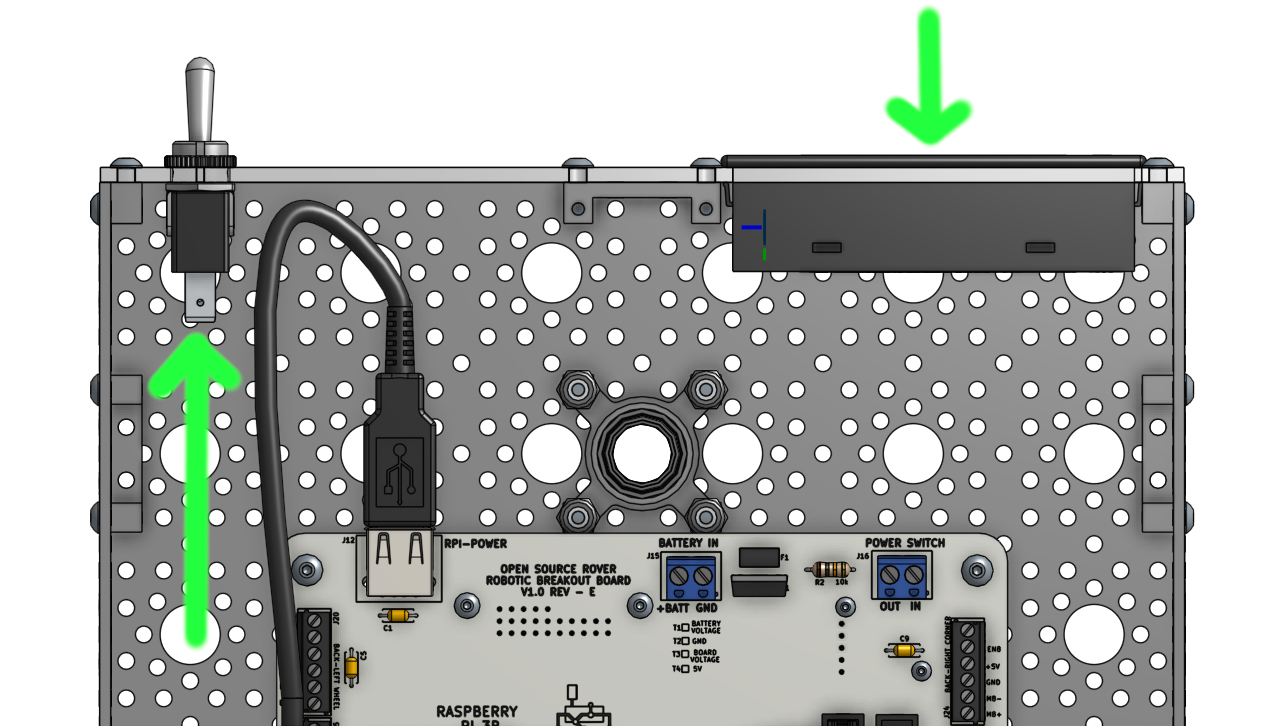 J12
RPI-POWER
OPEN SOURCE ROVER
ROBOTIC BREAKOUT BOARD
V1.0 REV - E
C1
BATTERY IN
J15
F1
+BATT GND
T1 BATTERY VOLTAGE
T2 GND
T3 BOARD VOLTAGE
T4 5V
R2 10k
POWER SWITCH
J16
OUT IN
J20
BACK-LEFT WHEEL
C5
C9
BACK-RIGHT CORNER
J24
ENB
+5V
GND
MB-
MB+
RASPBERRY
PI 3B